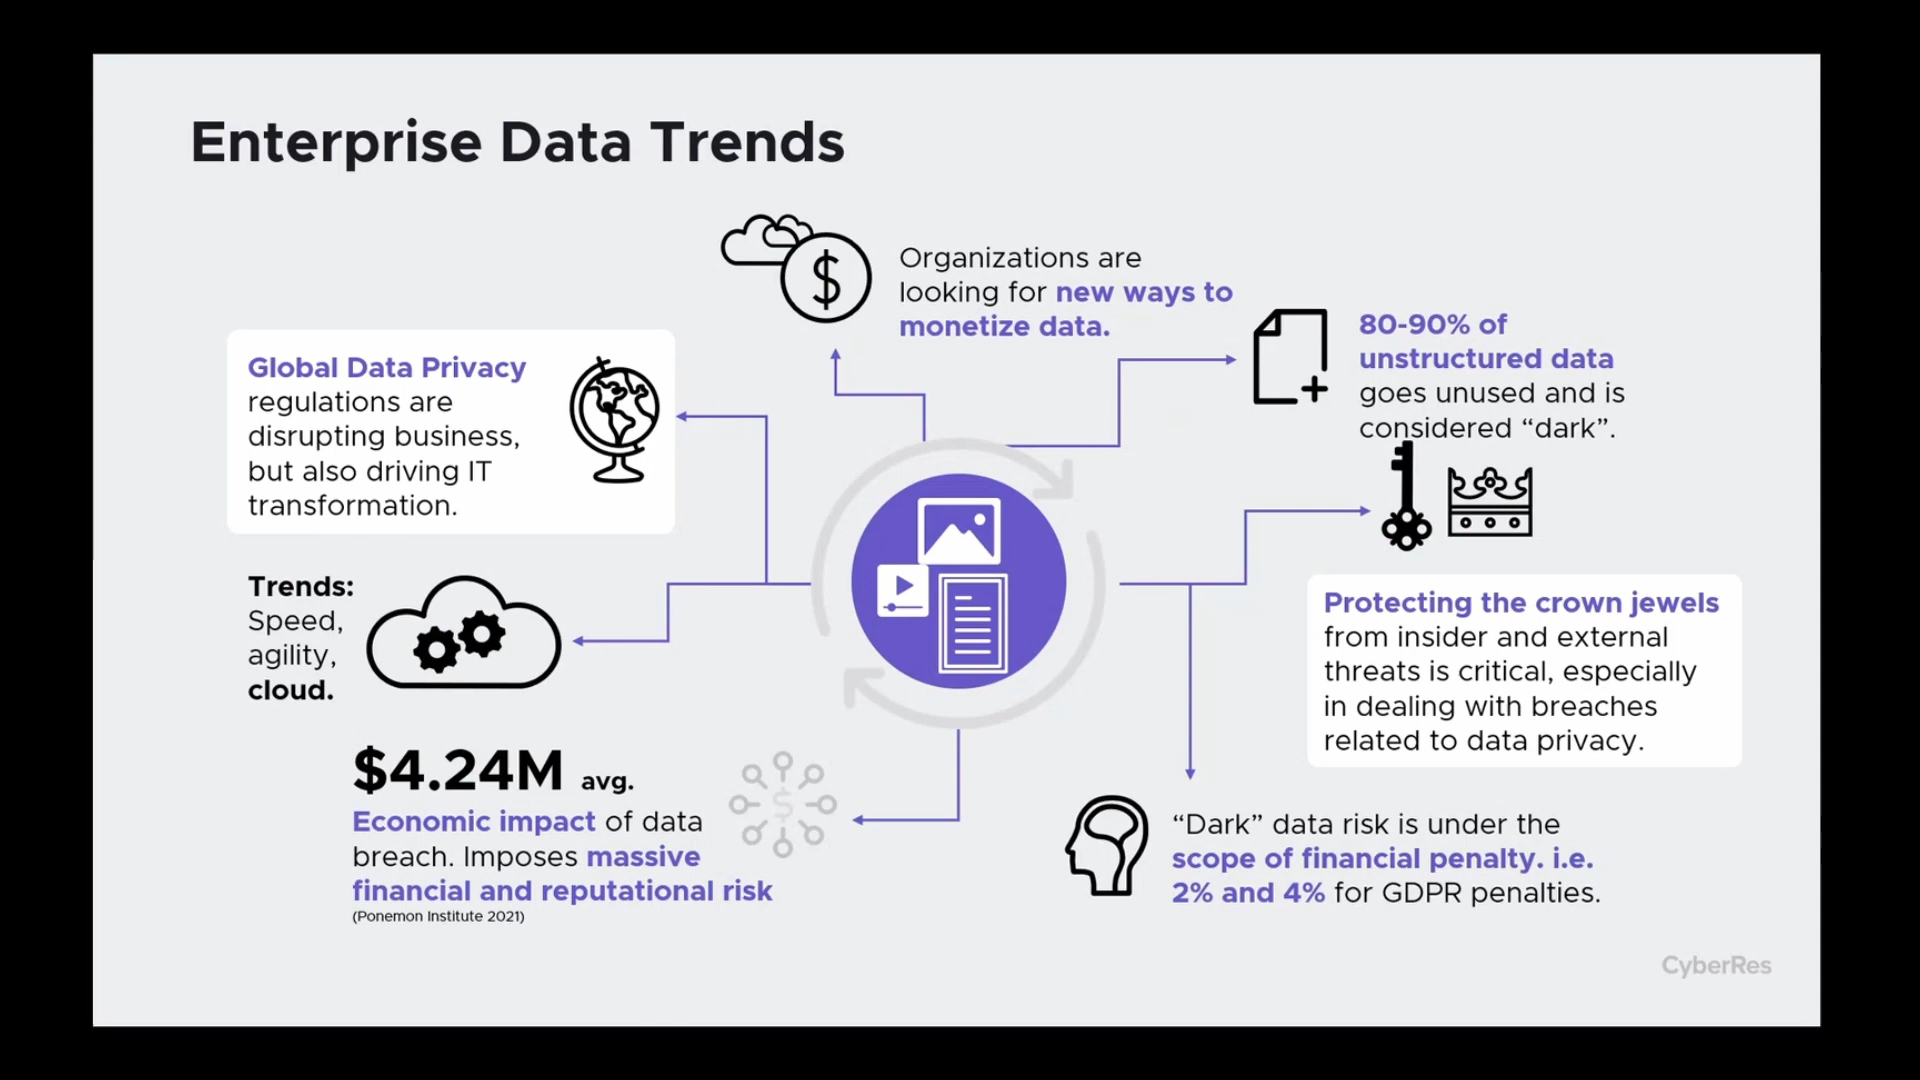 Enterprise Data Trends
$
Organizations are
looking for new ways to
monetize data.
80-90% of
unstructured data
goes unused and is
considered “dark”.
Global Data Privacy
regulations are
disrupting business,
but also driving IT
transformation.
Trends:
Speed,
agility,
cloud.
Protecting the crown jewels
from insider and external
threats is critical, especially
in dealing with breaches
related to data privacy.
$4.24M avg.
Economic impact of data
breach. Imposes massive
financial and reputational risk
(Ponemon Institute 2021)
$
“Dark” data risk is under the
scope of financial penalty. i.e.
2% and 4% for GDPR penalties.
CyberRes